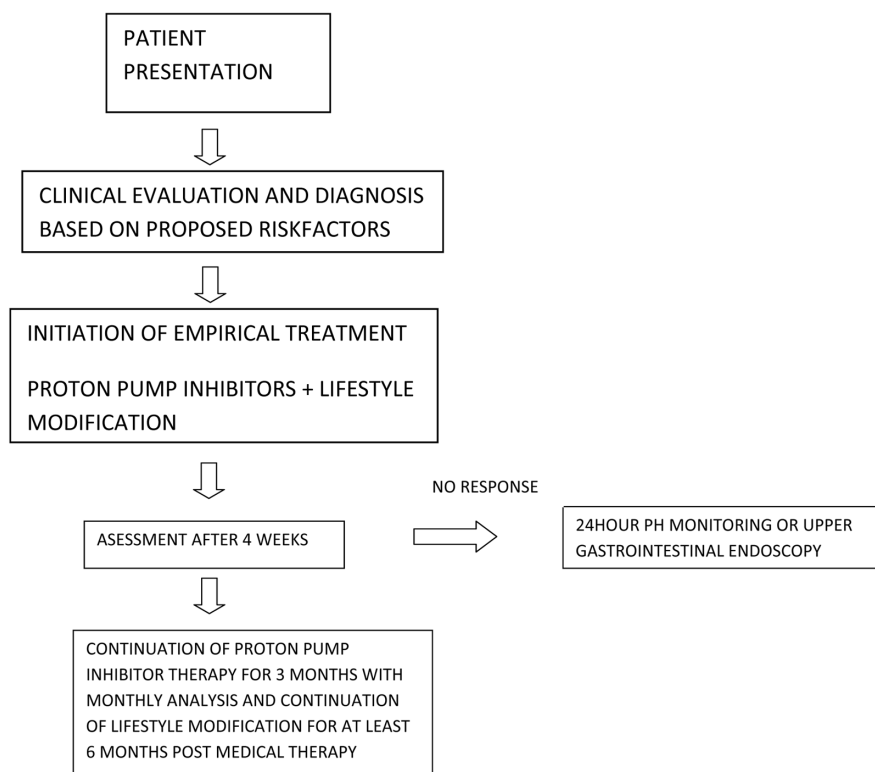 PATIENT
PRESENTATION
CLINICAL EVALUATION AND DIAGNOSIS
BASED ON PROPOSED RISKFACTORS
INITIATION OF EMPIRICAL TREATMENT
PROTON PUMP INHIBITORS + LIFESTYLE
MODIFICATION
NO RESPONSE
ASESSMENT AFTER 4 WEEKS
24HOUR PH MONITORING OR UPPER
GASTROINTESTINAL ENDOSCOPY
CONTINUATION OF PROTON PUMP
INHIBITOR THERAPY FOR 3 MONTHS WITH
MONTHLY ANALYSIS AND CONTINUATION
OF LIFESTYLE MODIFICATION FOR AT LEAST
6 MONTHS POST MEDICAL THERAPY